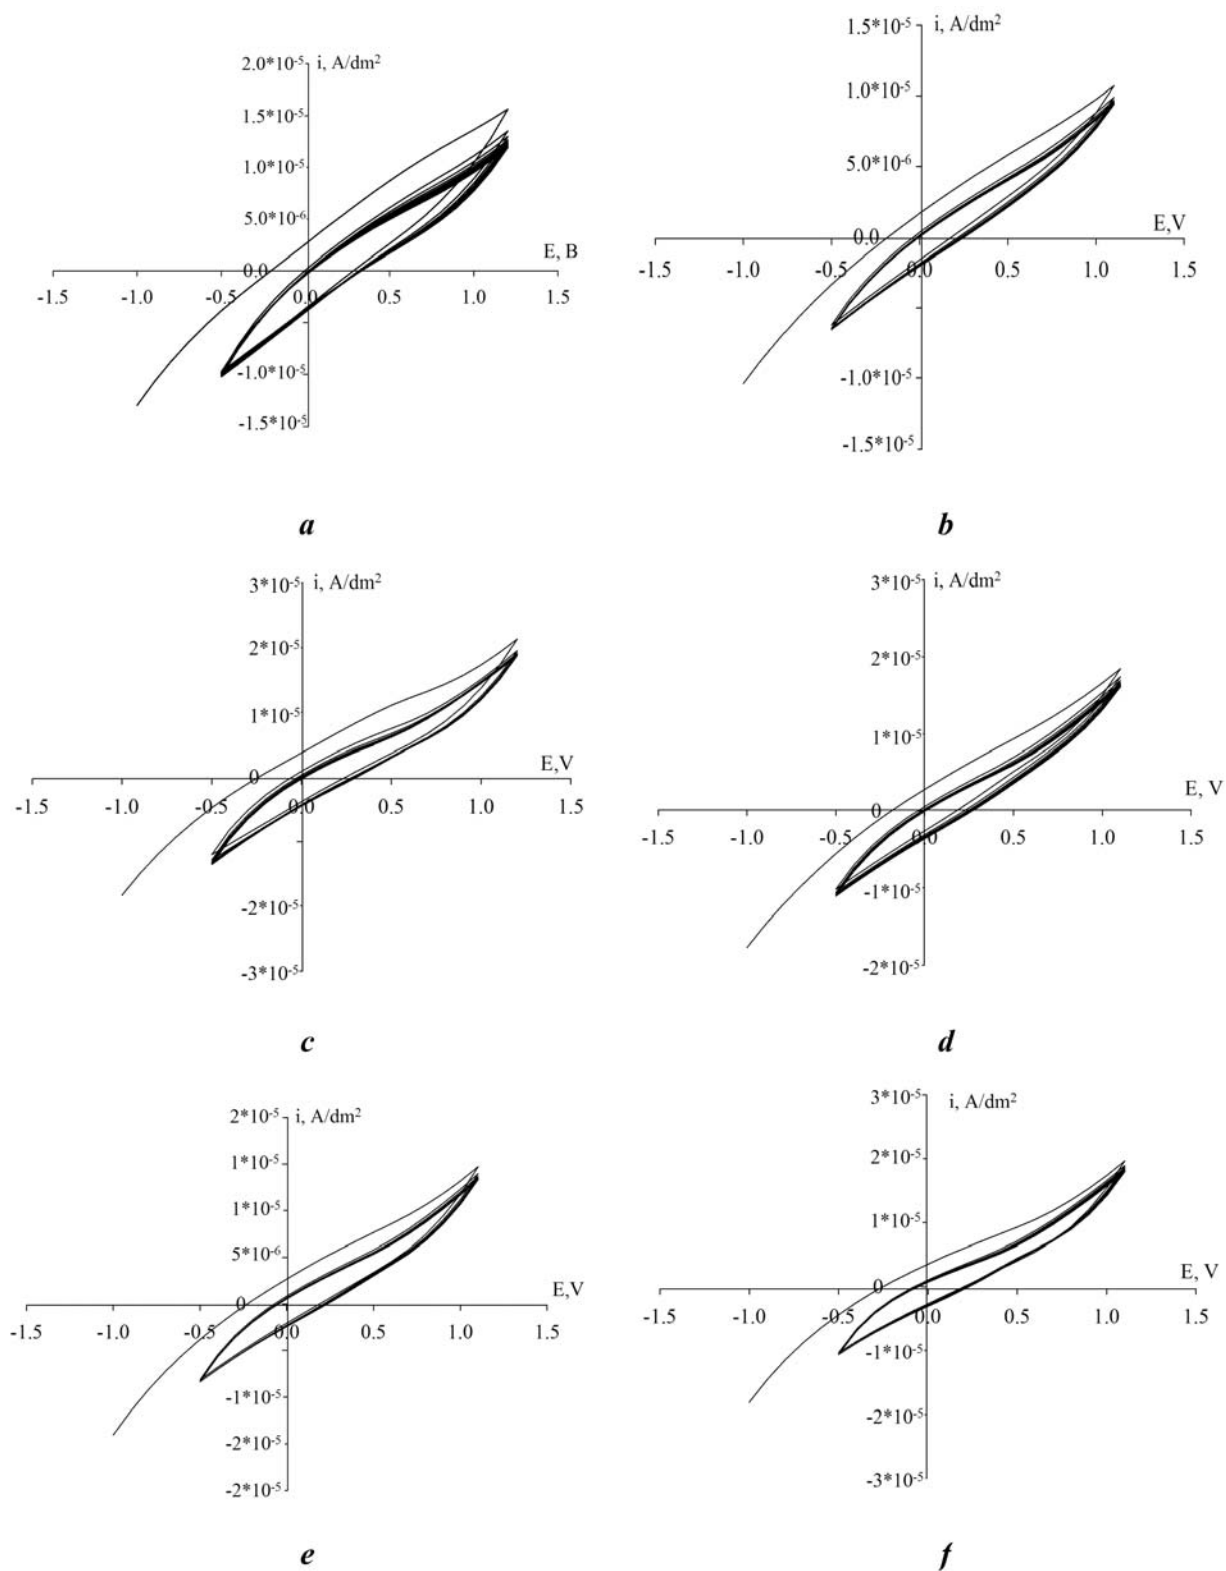 i, A/dm²
2.0*10⁻⁵
1.5*10⁻⁵
1.0*10⁻⁵
5.0*10⁻⁶
E, B
0.0
-1.5 -1.0 -0.5 0.0 0.5 1.0 1.5
-1.0*10⁻⁵
-1.5*10⁻⁵
a
1.5*10⁻⁵ i, A/dm²
1.0*10⁻⁵
5.0*10⁻⁶
E,V
0.0
-1.5 -1.0 -0.5 0.0 0.5 1.0 1.5
-1.0*10⁻⁵
-1.5*10⁻⁵
b
3*10⁻⁵ i, A/dm²
2*10⁻⁵
1*10⁻⁵
E,V
0
-1.5 -1.0 -0.5 0.0 0.5 1.0 1.5
-2*10⁻⁵
-3*10⁻⁵
c
3*10⁻⁵ i, A/dm²
2*10⁻⁵
1*10⁻⁵
E, V
0
-1.5 -1.0 -0.5 0.0 0.5 1.0 1.5
-1*10⁻⁵
-2*10⁻⁵
d
2*10⁻⁵ i, A/dm²
1*10⁻⁵
1*10⁻⁵
5*10⁻⁶
E,V
0
-1.5 -1.0 -0.5 0.0 0.5 1.0 1.5
-1*10⁻⁵
-2*10⁻⁵
-2*10⁻⁵
e
3*10⁻⁵ i, A/dm²
2*10⁻⁵
1*10⁻⁵
E, V
0
-1.5 -1.0 -0.5 0.0 0.5 1.0 1.5
-1*10⁻⁵
-2*10⁻⁵
-3*10⁻⁵
f